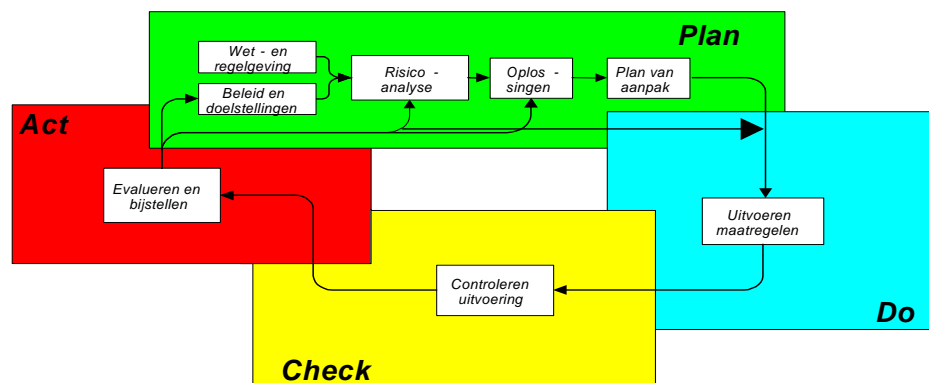 Plan
Wet - en
regelgeving
Beleid en
doelstellingen
Risico -
analyse
Oplos -
singen
Plan van
aanpak
Act
Evalueren en
bijstellen
Uitvoeren
maatregelen
Controleren
uitvoering
Do
Check